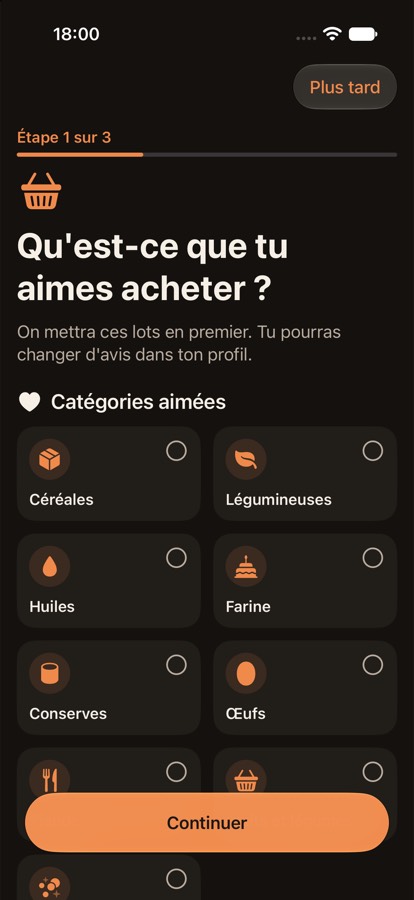 18:00
Plus tard
Étape 1 sur 3
Qu'est-ce que tu
aimes acheter ?
On mettra ces lots en premier. Tu pourras
changer d'avis dans ton profil.
Catégories aimées
Céréales
Légumineuses
Huiles
Farine
Conserves
Œufs
Continuer